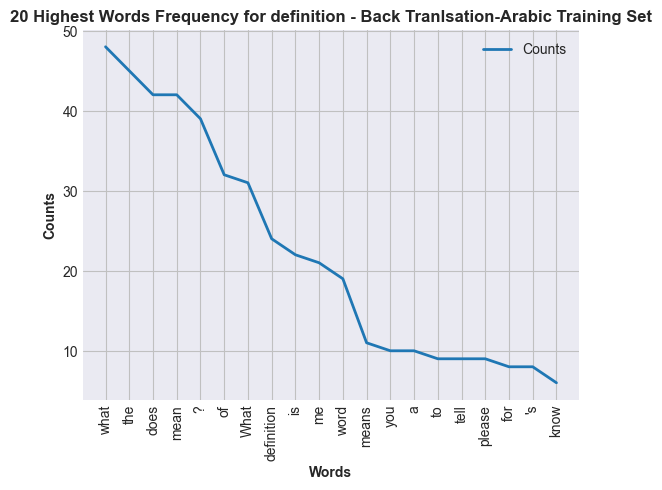 20 Highest Words Frequency for definition - Back Tranlsation-Arabic Training Set
Counts
50
40
30
20
10
Counts
what
the
does
mean
?
of
What
definition
is
me
word
means
you
a
to
tell
please
for
's
know
Words